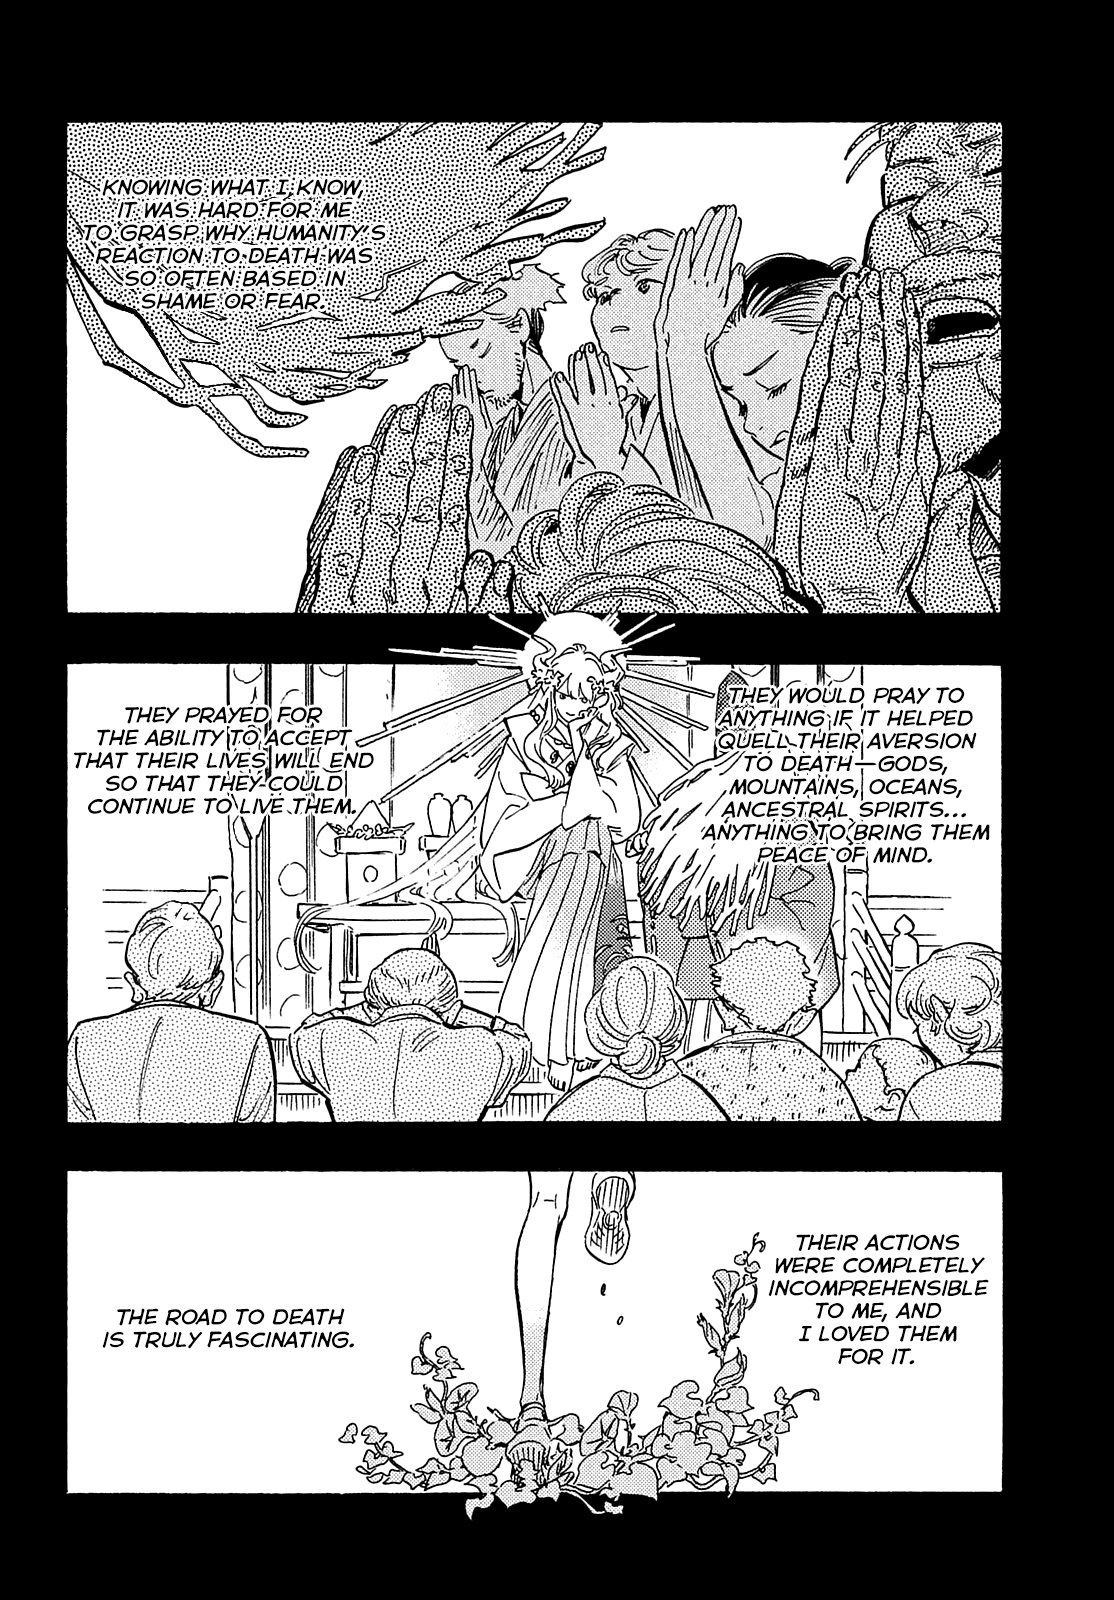 KNOWING WHAT I KNOW,
IT WAS HARD FOR ME
TO GRASP WHY HUMANITY'S
REACTION TO DEATH WAS
SO OFTEN BASED IN
SHAME OR FEAR.
THEY WOULD PRAY TO
ANYTHING IF IT HELPED
QUELL THEIR AVERSION
TO DEATH—GODS,
MOUNTAINS, OCEANS,
ANCESTRAL SPIRITS...
ANYTHING TO BRING THEM
PEACE OF MIND.
THEY PRAYED FOR
THE ABILITY TO ACCEPT
THAT THEIR LIVES WILL END
SO THAT THEY COULD
CONTINUE TO LIVE THEM.
THEIR ACTIONS
WERE COMPLETELY
INCOMPREHENSIBLE
TO ME, AND
I LOVED THEM
FOR IT.
THE ROAD TO DEATH
IS TRULY FASCINATING.